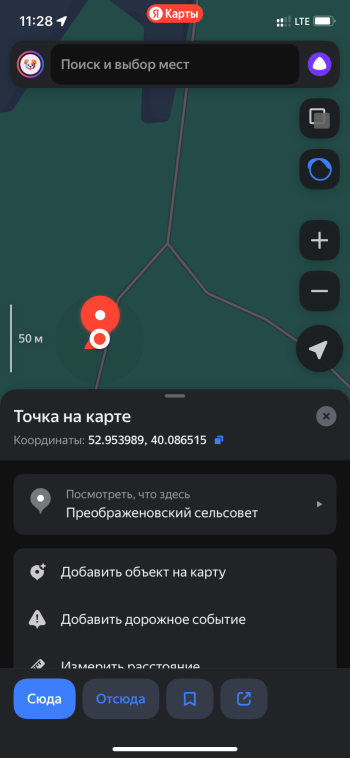 11:28
Я Карты
LTE
Поиск и выбор мест
50 м
Точка на карте
Координаты: 52.953989, 40.086515
Посмотреть, что здесь
Преображеновский сельсовет
Добавить объект на карту
Добавить дорожное событие
Измерить расстояние
Сюда
Отсюда